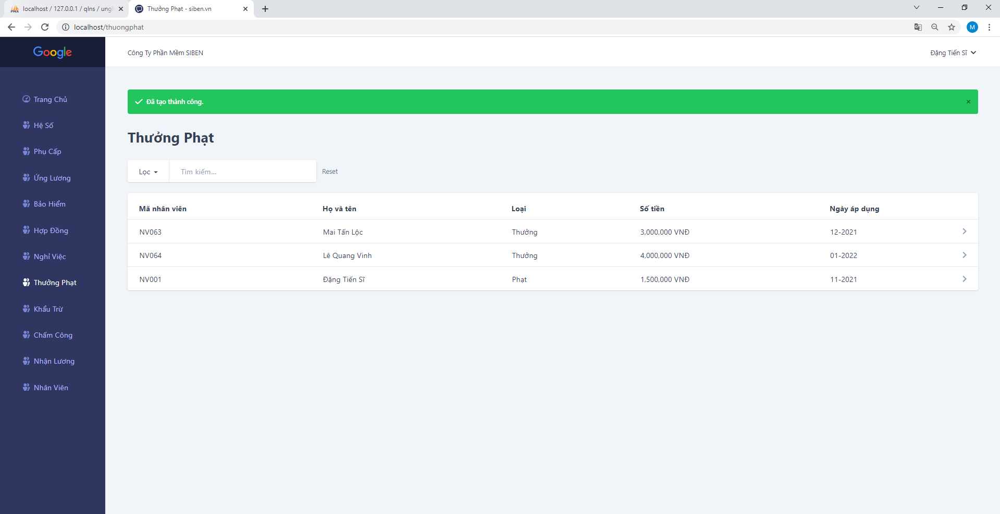 localhost / 127.0.0.1 / qlns / ungl
Thưởng Phạt - siben.vn
localhost/thuongphat
M
Google
Công Ty Phần Mềm SIBEN
Đặng Tiến Sĩ
Trang Chủ
Hệ Số
Phụ Cấp
Ứng Lương
Bảo Hiểm
Hợp Đồng
Nghỉ Việc
Thưởng Phạt
Khẩu Trừ
Chấm Công
Nhận Lương
Nhân Viên
Đã tạo thành công.
Thưởng Phạt
Lọc
Tìm kiếm...
Reset
Mã nhân viên Họ và tên Loại Số tiền Ngày áp dụng
NV063 Mai Tấn Lộc Thưởng 3,000,000 VNĐ 12-2021
NV064 Lê Quang Vinh Thưởng 4,000,000 VNĐ 01-2022
NV001 Đặng Tiến Sĩ Phạt 1,500,000 VNĐ 11-2021